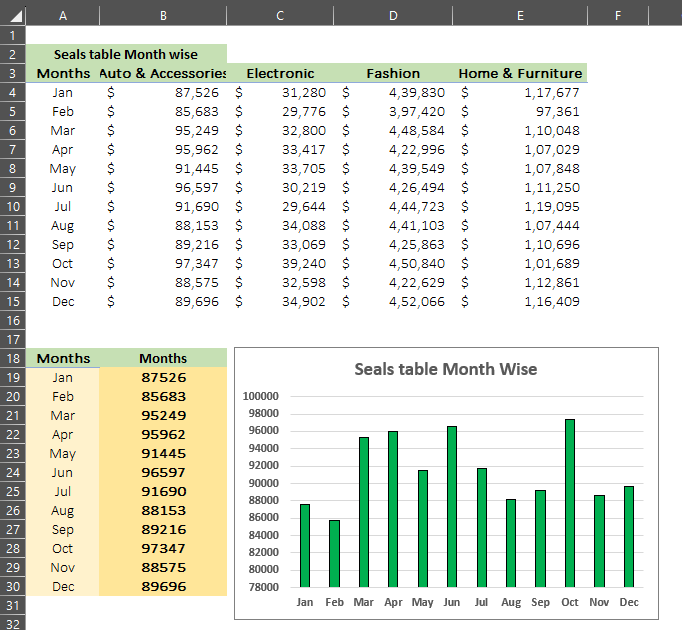 A B C D E F
1
2 Seals table Month wise
3 Months Auto & Accessories Electronic Fashion Home & Furniture
4 Jan $ 87,526 $ 31,280 $ 4,39,830 $ 1,17,677
5 Feb $ 85,683 $ 29,776 $ 3,97,420 $ 97,361
6 Mar $ 95,249 $ 32,800 $ 4,48,584 $ 1,10,048
7 Apr $ 95,962 $ 33,417 $ 4,22,996 $ 1,07,029
8 May $ 91,445 $ 33,705 $ 4,39,549 $ 1,07,848
9 Jun $ 96,597 $ 30,219 $ 4,26,494 $ 1,11,250
10 Jul $ 91,690 $ 29,644 $ 4,44,723 $ 1,19,095
11 Aug $ 88,153 $ 34,088 $ 4,41,103 $ 1,07,444
12 Sep $ 89,216 $ 33,069 $ 4,25,863 $ 1,10,696
13 Oct $ 97,347 $ 39,240 $ 4,50,840 $ 1,01,689
14 Nov $ 88,575 $ 32,598 $ 4,22,629 $ 1,12,861
15 Dec $ 89,696 $ 34,902 $ 4,52,066 $ 1,16,409
16
17
18 Months Months
19 Jan 87526
20 Feb 85683
21 Mar 95249
22 Apr 95962
23 May 91445
24 Jun 96597
25 Jul 91690
26 Aug 88153
27 Sep 89216
28 Oct 97347
29 Nov 88575
30 Dec 89696
31
32
Seals table Month Wise
100000
98000
96000
94000
92000
90000
88000
86000
84000
82000
80000
78000
Jan Feb Mar Apr May Jun Jul Aug Sep Oct Nov Dec